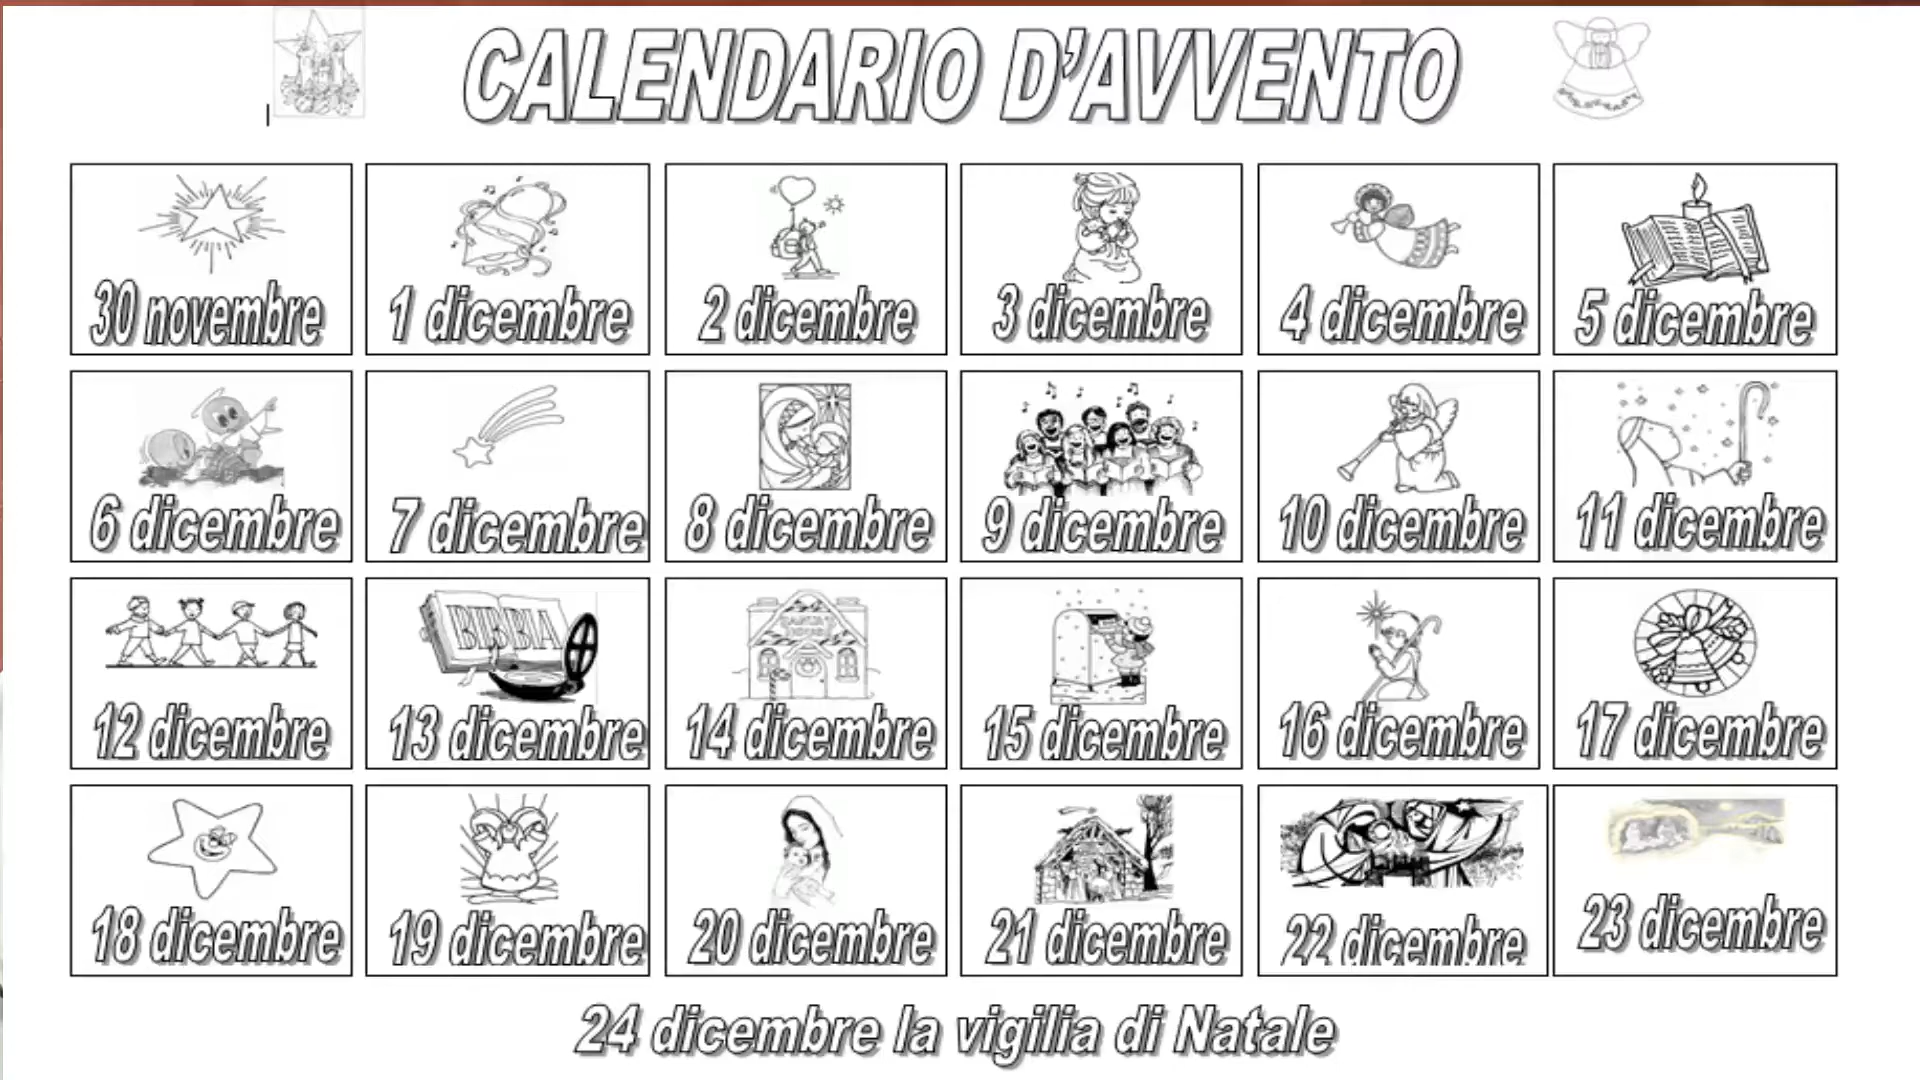 CALENDARIO D'AVVENTO
30 novembre
1 dicembre
2 dicembre
3 dicembre
4 dicembre
5 dicembre
6 dicembre
7 dicembre
8 dicembre
9 dicembre
10 dicembre
11 dicembre
BIBBIA
12 dicembre
13 dicembre
SANTA'S
HOUSE
14 dicembre
15 dicembre
16 dicembre
17 dicembre
18 dicembre
19 dicembre
20 dicembre
21 dicembre
22 dicembre
23 dicembre
24 dicembre la vigilia di Natale